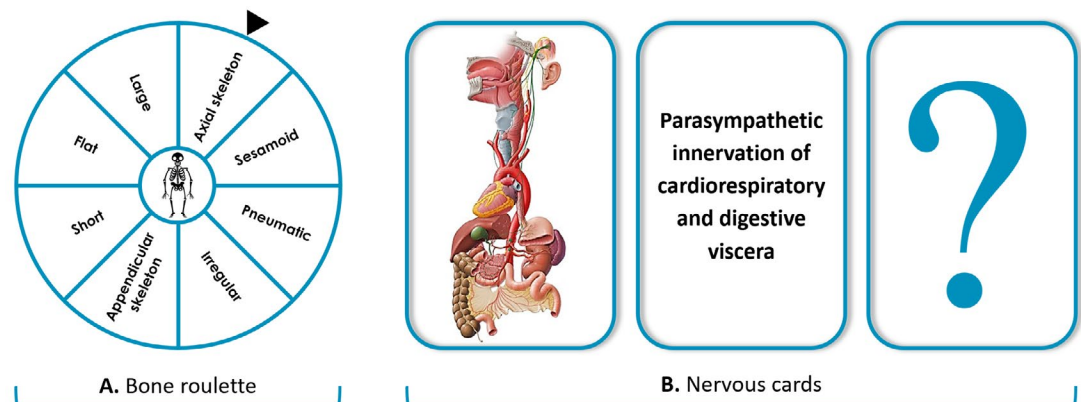 Large
Axial skeleton
Flat
Sesamoid
Short
Pneumatic
Appendicular
skeleton
Irregular
Parasympathetic
innervation of
cardiorespiratory
and digestive
viscera
?
A. Bone roulette
B. Nervous cards